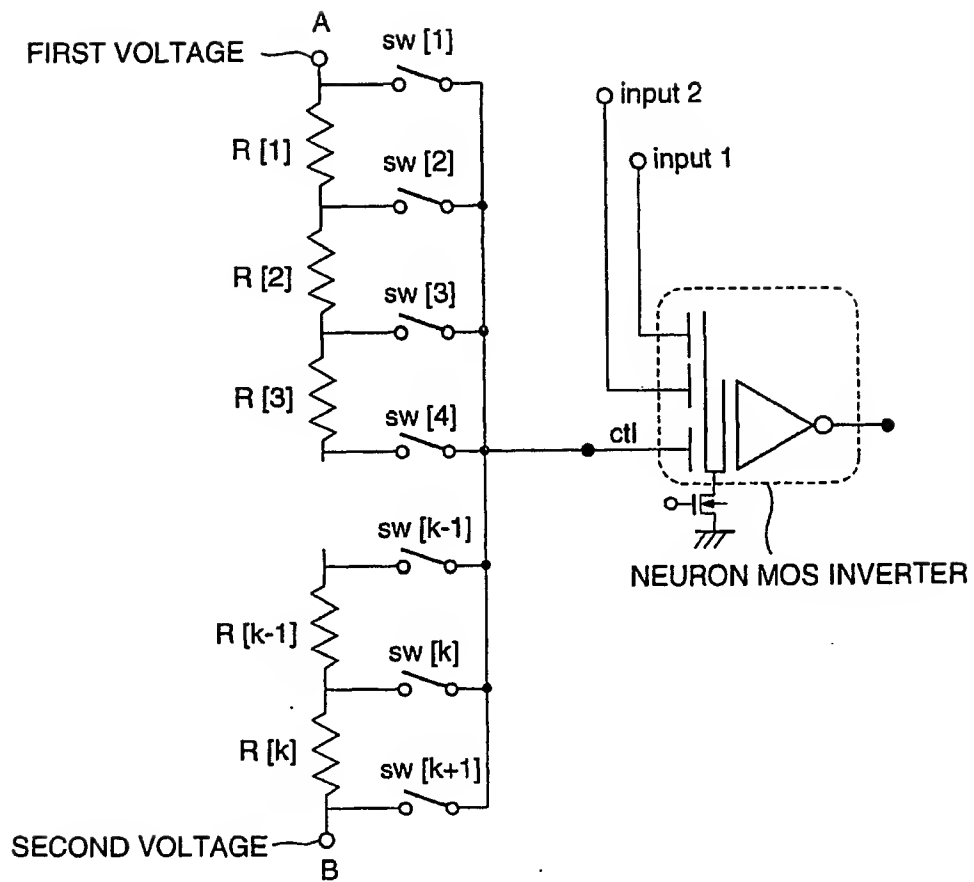 A
FIRST VOLTAGE
sw [1]
input 2
R [1]
input 1
sw [2]
R [2]
sw [3]
R [3]
sw [4]
ctl
sw [k-1]
NEURON MOS INVERTER
R [k-1]
sw [k]
R [k]
sw [k+1]
SECOND VOLTAGE
B